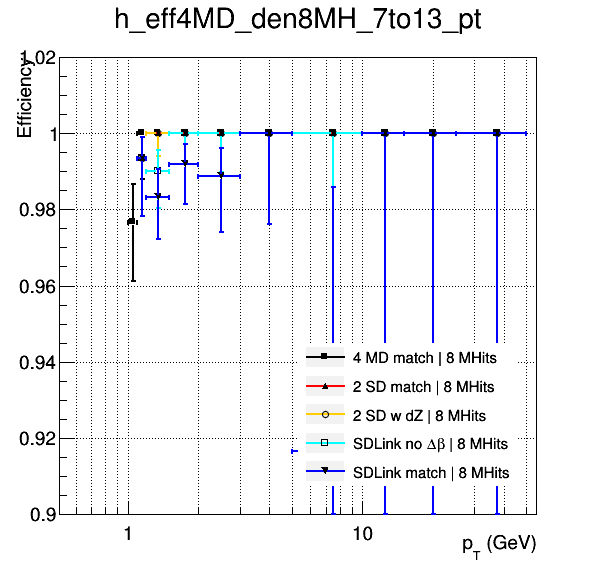 h_eff4MD_den8MH_7to13_pt
Efficiency
1.02
1
0.98
0.96
0.94
0.92
0.9
4 MD match | 8 MHits
2 SD match | 8 MHits
2 SD w dZ | 8 MHits
SDLink no Δβ | 8 MHits
SDLink match | 8 MHits
1
10
p_T (GeV)